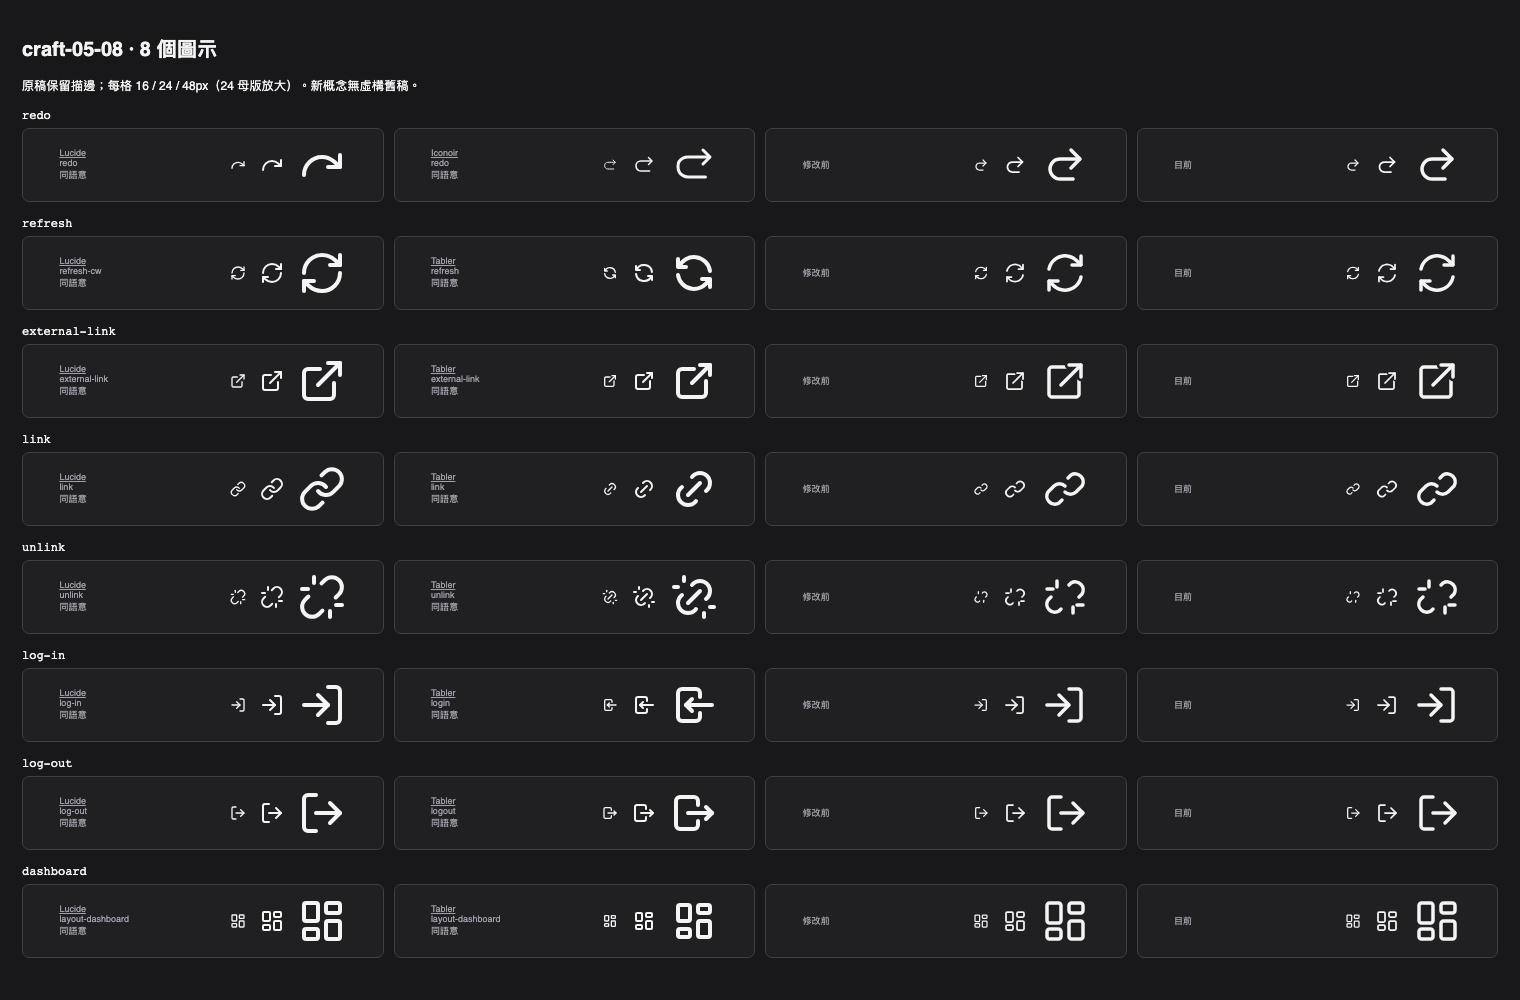 craft-05-08 · 8 個圖示
原稿保留描邊；每格 16 / 24 / 48px（24 母版放大）。新概念無虛構舊稿。
redo
Lucide
redo
同語意
Iconoir
redo
同語意
修改前
目前
refresh
Lucide
refresh-cw
同語意
Tabler
refresh
同語意
修改前
目前
external-link
Lucide
external-link
同語意
Tabler
external-link
同語意
修改前
目前
link
Lucide
link
同語意
Tabler
link
同語意
修改前
目前
unlink
Lucide
unlink
同語意
Tabler
unlink
同語意
修改前
目前
log-in
Lucide
log-in
同語意
Tabler
login
同語意
修改前
目前
log-out
Lucide
log-out
同語意
Tabler
logout
同語意
修改前
目前
dashboard
Lucide
layout-dashboard
同語意
Tabler
layout-dashboard
同語意
修改前
目前